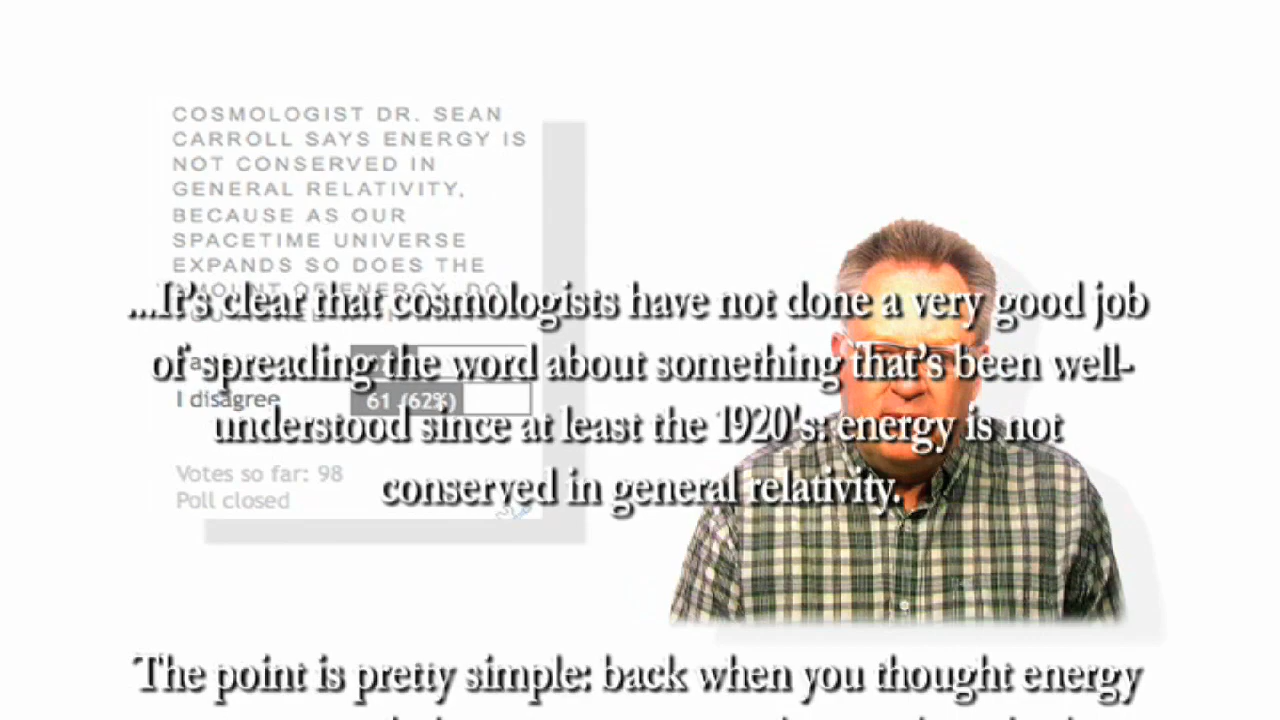 COSMOLOGIST DR. SEAN
CARROLL SAYS ENERGY IS
NOT CONSERVED IN
GENERAL RELATIVITY,
BECAUSE AS OUR
SPACETIME UNIVERSE
EXPANDS SO DOES THE
...It's clear that cosmologists have not done a very good job
of spreading the word about something that's been well-
I disagree 61 (62%)
understood since at least the 1920's: energy is not
Votes so far: 98
conserved in general relativity.
Poll closed
The point is pretty simple: back when you thought energy